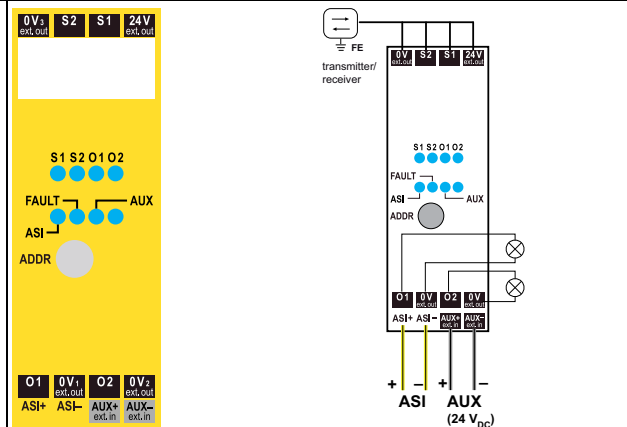 0V3 S2 S1 24V
ext.out ext.out
S1 S2 O1 O2
FAULT AUX
ASI
ADDR
O1 0V1 O2 0V2
ext.out ext.out
ASI+ ASI– AUX+ AUX–
ext.in ext.in
FE
transmitter/
receiver
0V S2 S1 24V
ext.out ext.out
S1 S2 O1 O2
FAULT
ASI AUX
ADDR
O1 0V O2 0V
ext.out ext.out
ASI+ ASI– AUX+ AUX–
ext.in ext.in
+ – + –
ASI AUX
(24 VDC)